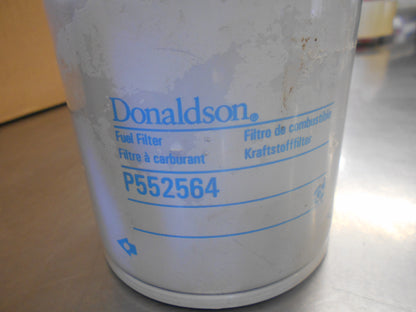 Donaldson®
Fuel Filter
Filtro de combustible
Filtre à carburant
Kraftstofffilter
P552564